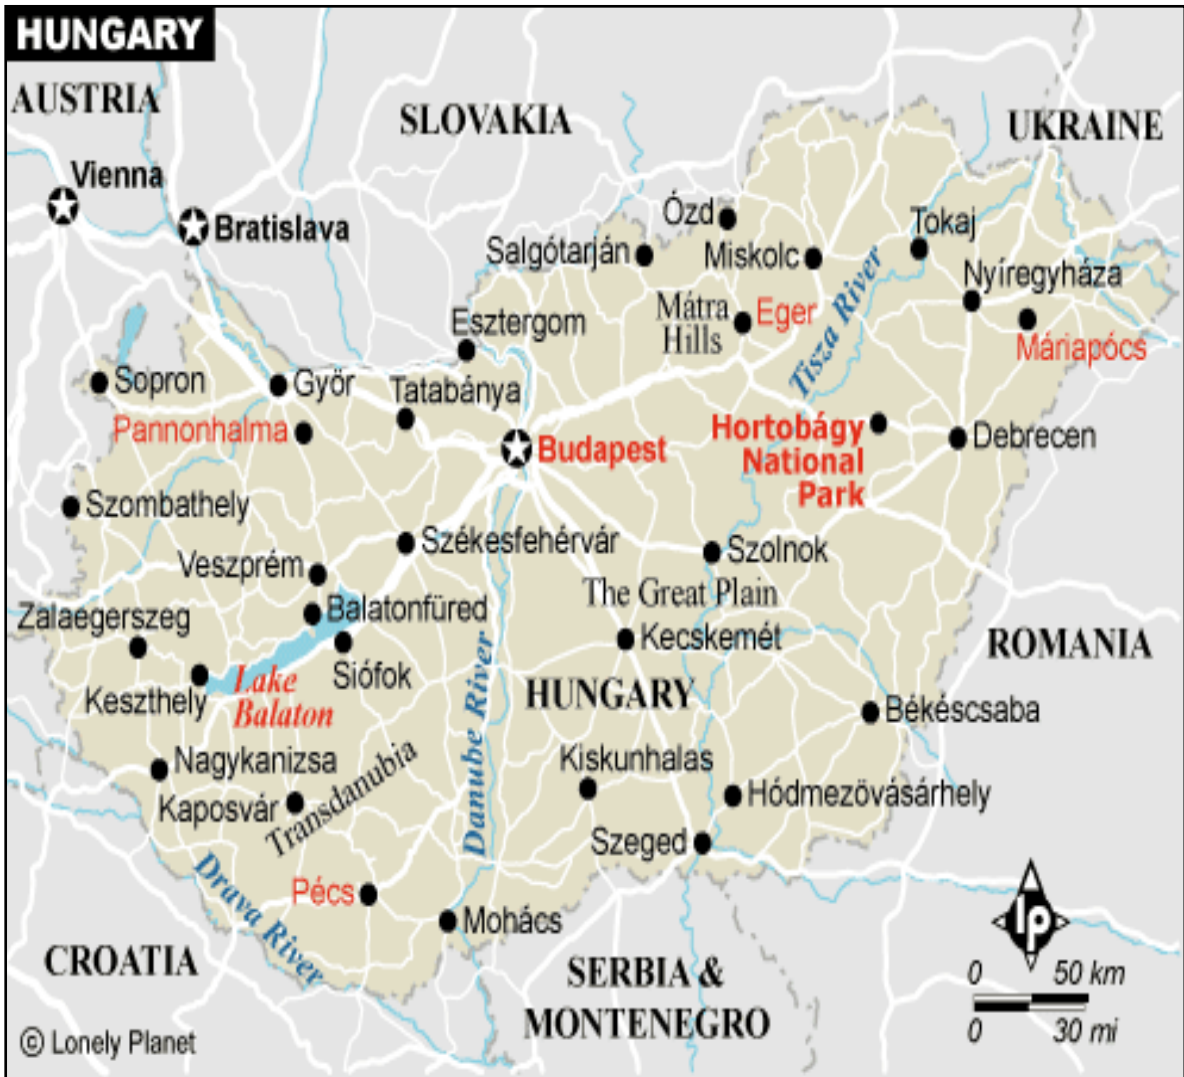 HUNGARY
AUSTRIA
SLOVAKIA
UKRAINE
Vienna
Bratislava
Ózd
Tokaj
Salgótarján
Miskolc
Nyíregyháza
Mátra
Hills
Eger
Tisza River
Máriapócs
Esztergom
Sopron
Győr
Tatabánya
Pannonhalma
Budapest
Hortobágy
National
Park
Debrecen
Szombathely
Székesfehérvár
Szolnok
Veszprém
The Great Plain
Balatonfüred
Zalaegerszeg
Kecskemét
ROMANIA
Siófok
Keszthely
Lake
Balaton
Danube River
HUNGARY
Békéscsaba
Nagykanizsa
Kiskunhalas
Kaposvár
Transdanubia
Hódmezövásárhely
Szeged
Drava River
Pécs
Mohács
lp
CROATIA
SERBIA &
MONTENEGRO
0 50 km
0 30 mi
© Lonely Planet